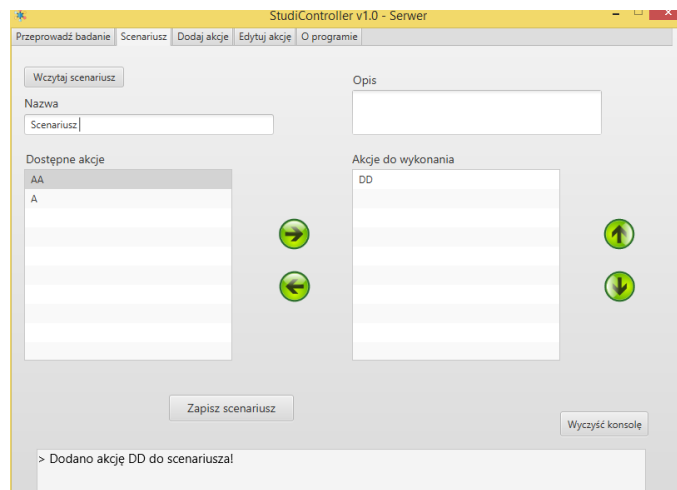 StudiController v1.0 - Serwer
Przeprowadź badanie Scenariusz Dodaj akcje Edytuj akcję O programie
Wczytaj scenariusz
Opis
Nazwa
Scenariusz
Dostępne akcje
Akcje do wykonania
AA
DD
A
Zapisz scenariusz
Wyczyść konsolę
> Dodano akcję DD do scenariusza!